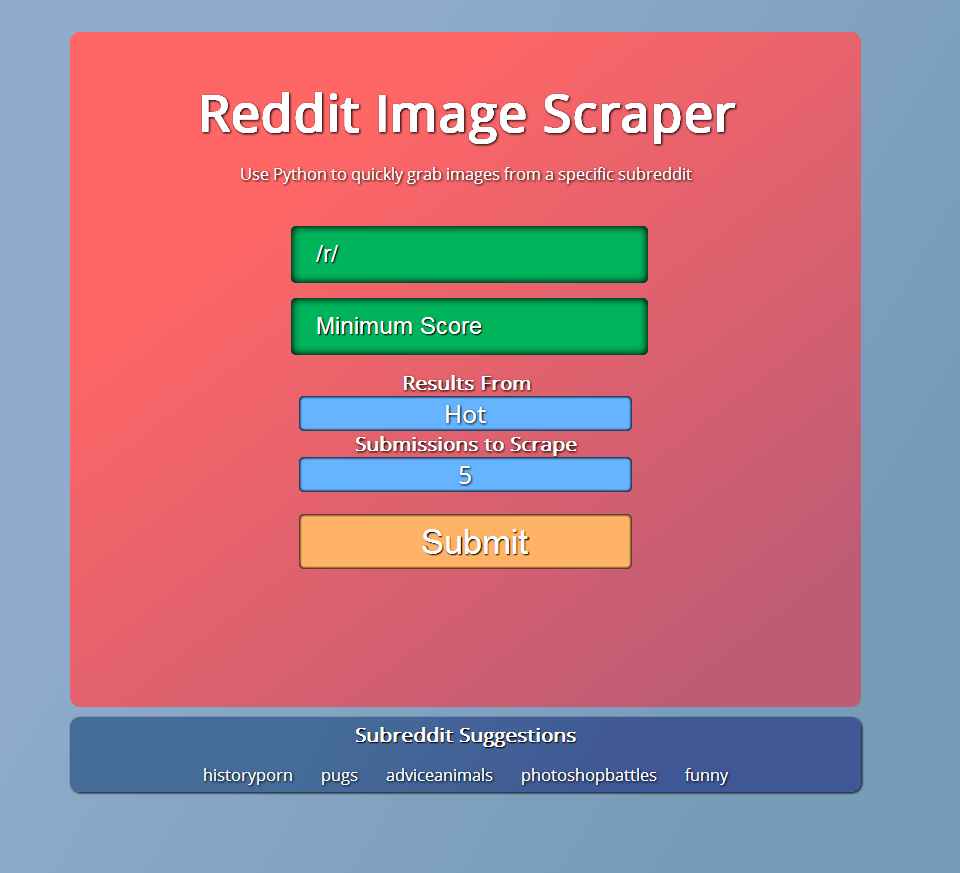 Reddit Image Scraper
Use Python to quickly grab images from a specific subreddit
/r/
Minimum Score
Results From
Hot
Submissions to Scrape
5
Submit
Subreddit Suggestions
historyporn pugs adviceanimals photoshopbattles funny